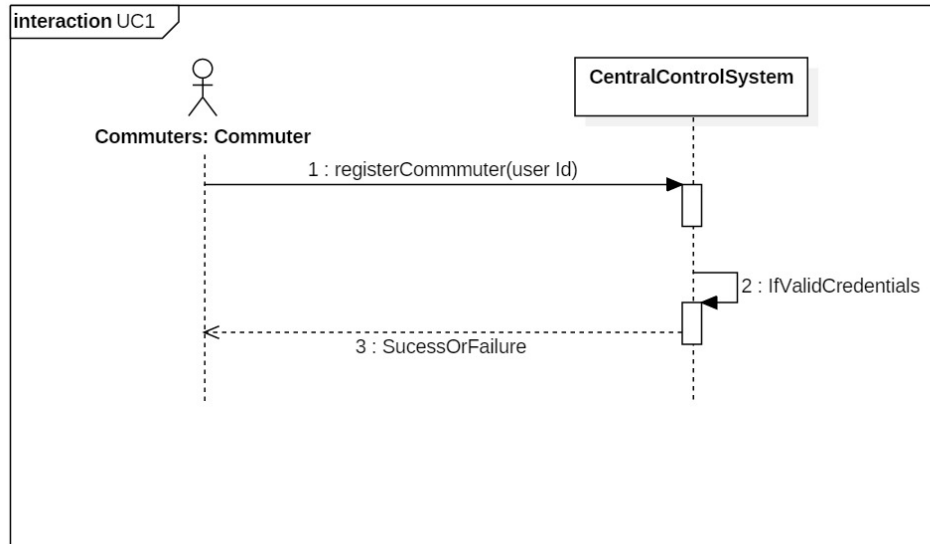 interaction UC1
CentralControlSystem
Commuters: Commuter
1 : registerCommmuter(user Id)
2 : IfValidCredentials
3 : SucessOrFailure